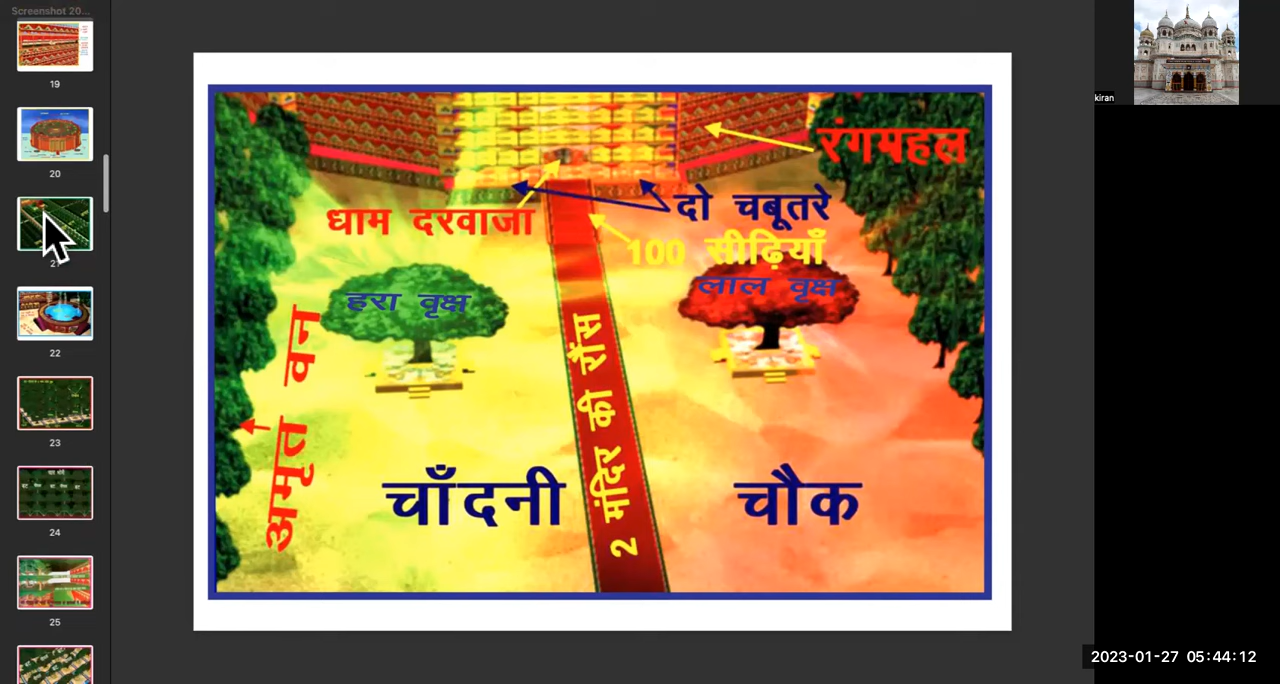 Screenshot 20...
19
20
21
22
23
24
25
रंगमहल
दो चबूतरे
धाम दरवाजा
100 सीढ़ियाँ
हरा वृक्ष
लाल वृक्ष
अमृत वन
2 मंदिर की रौंस
चाँदनी चौक
kiran
2023-01-27 05:44:12